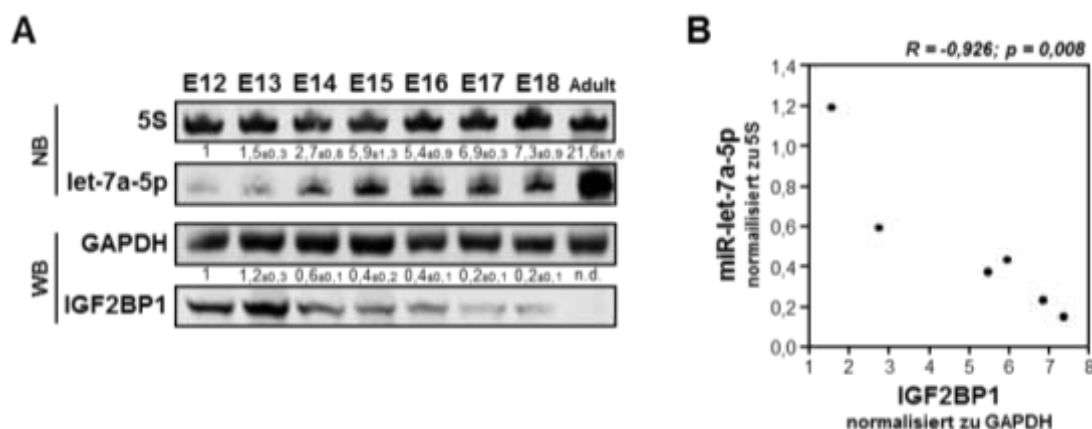 A
E12 E13 E14 E15 E16 E17 E18 Adult
NB
5S
1 1,5±0,3 2,7±0,8 5,9±1,3 5,4±0,9 6,9±0,3 7,3±0,9 21,6±1,6
let-7a-5p
WB
GAPDH
1 1,2±0,3 0,6±0,1 0,4±0,2 0,4±0,1 0,2±0,1 0,2±0,1 n.d.
IGF2BP1
B
R = -0,926; p = 0,008
miR-let-7a-5p
normailisiert zu 5S
1,4
1,2
1,0
0,8
0,6
0,4
0,2
0,0
1 2 3 4 5 6 7 8
IGF2BP1
normalisiert zu GAPDH